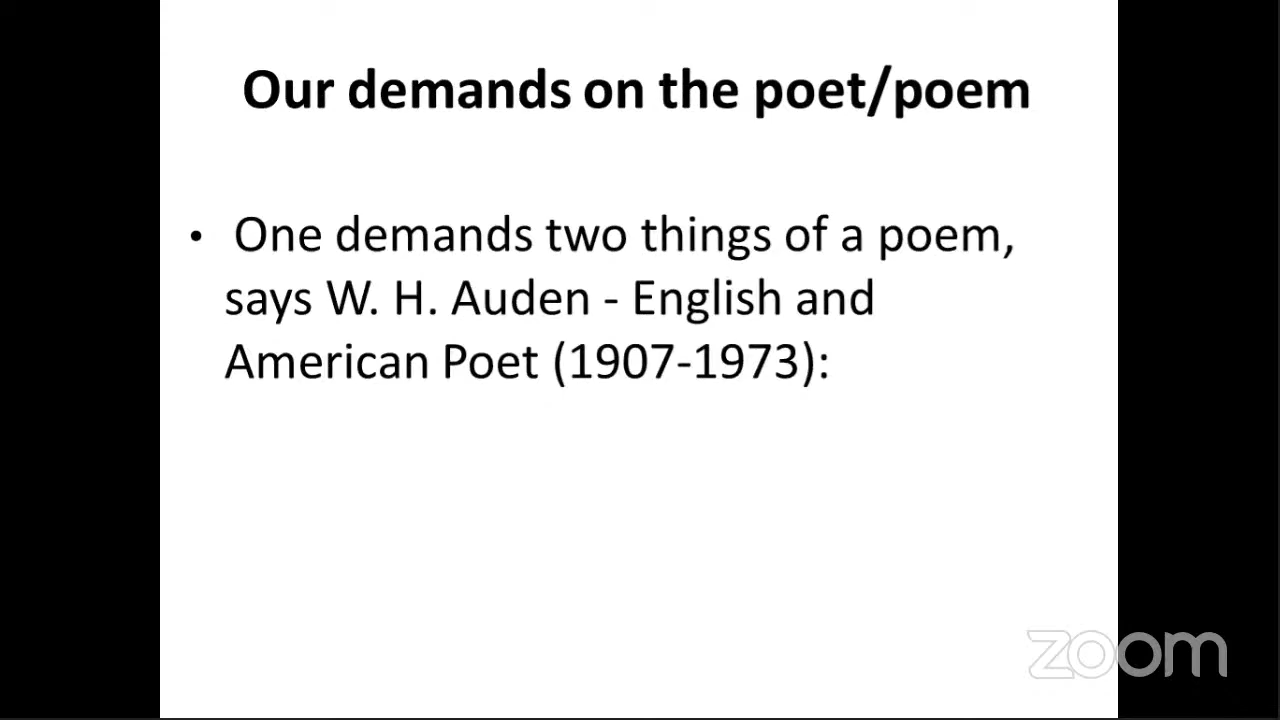 Our demands on the poet/poem
• One demands two things of a poem,
says W. H. Auden - English and
American Poet (1907-1973):
zoom